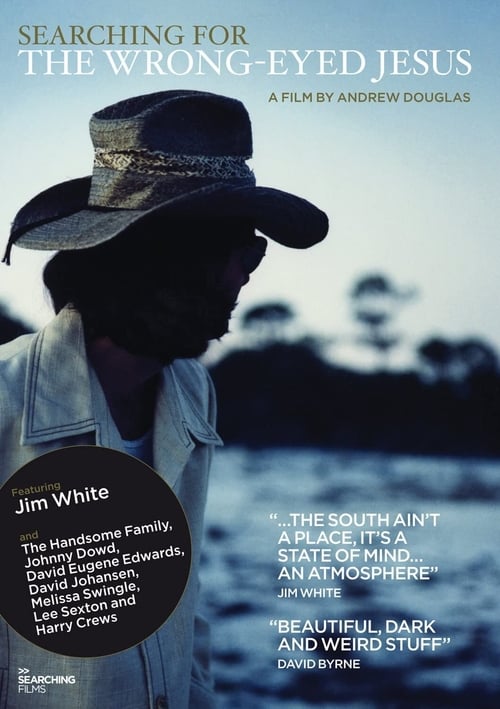 SEARCHING FOR
THE WRONG-EYED JESUS
A FILM BY ANDREW DOUGLAS
Featuring
Jim White
and
The Handsome Family,
Johnny Dowd,
David Eugene Edwards,
David Johansen,
Melissa Swingle,
Lee Sexton and
Harry Crews
“...THE SOUTH AIN’T
A PLACE, IT’S A
STATE OF MIND...
AN ATMOSPHERE”
JIM WHITE
“BEAUTIFUL, DARK
AND WEIRD STUFF”
DAVID BYRNE
>>
SEARCHING
FILMS